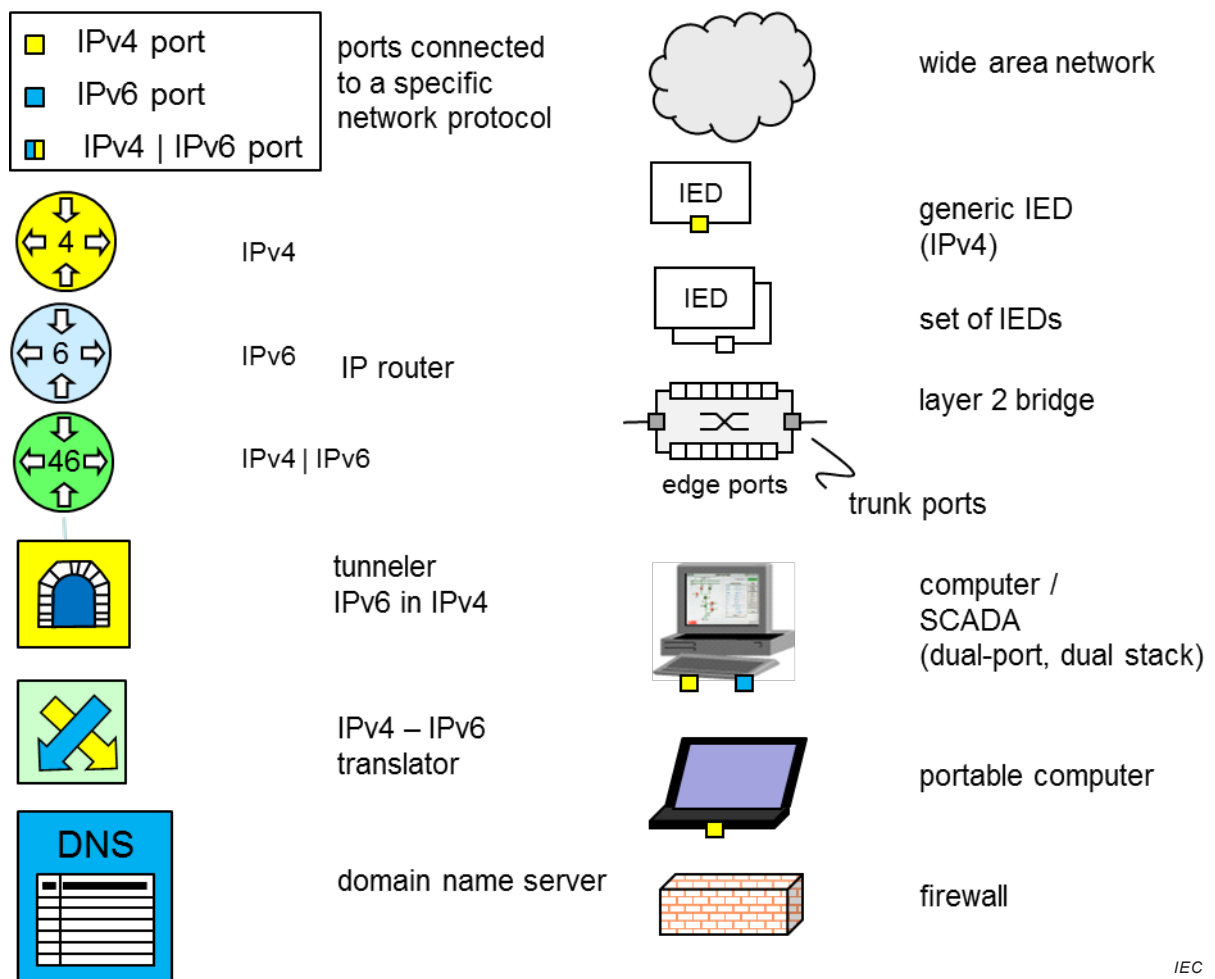 IPv4 port
IPv6 port
IPv4 | IPv6 port
ports connected
to a specific
network protocol
4
IPv4
6
IPv6
IP router
46
IPv4 | IPv6
tunneler
IPv6 in IPv4
IPv4 – IPv6
translator
DNS
domain name server
wide area network
IED
generic IED
(IPv4)
IED
set of IEDs
layer 2 bridge
edge ports
trunk ports
computer /
SCADA
(dual-port, dual stack)
portable computer
firewall
IEC